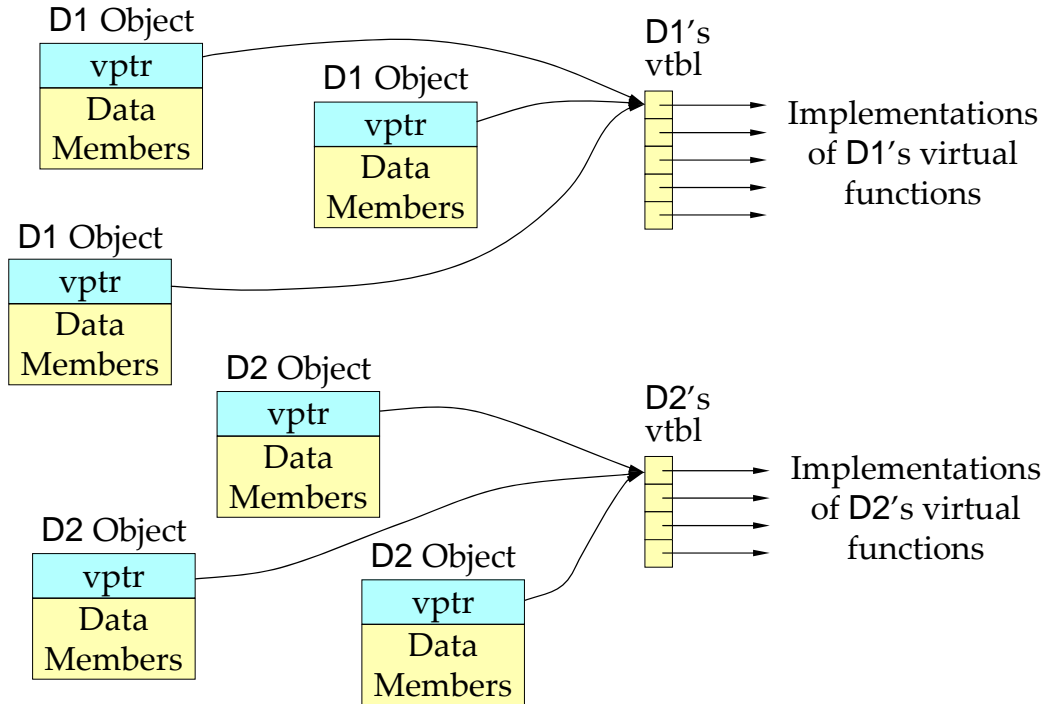 D1 Object
vptr
Data
Members
D1 Object
vptr
Data
Members
D1 Object
vptr
Data
Members
D1's
vtbl
Implementations
of D1's virtual
functions
D2 Object
vptr
Data
Members
D2 Object
vptr
Data
Members
D2 Object
vptr
Data
Members
D2's
vtbl
Implementations
of D2's virtual
functions